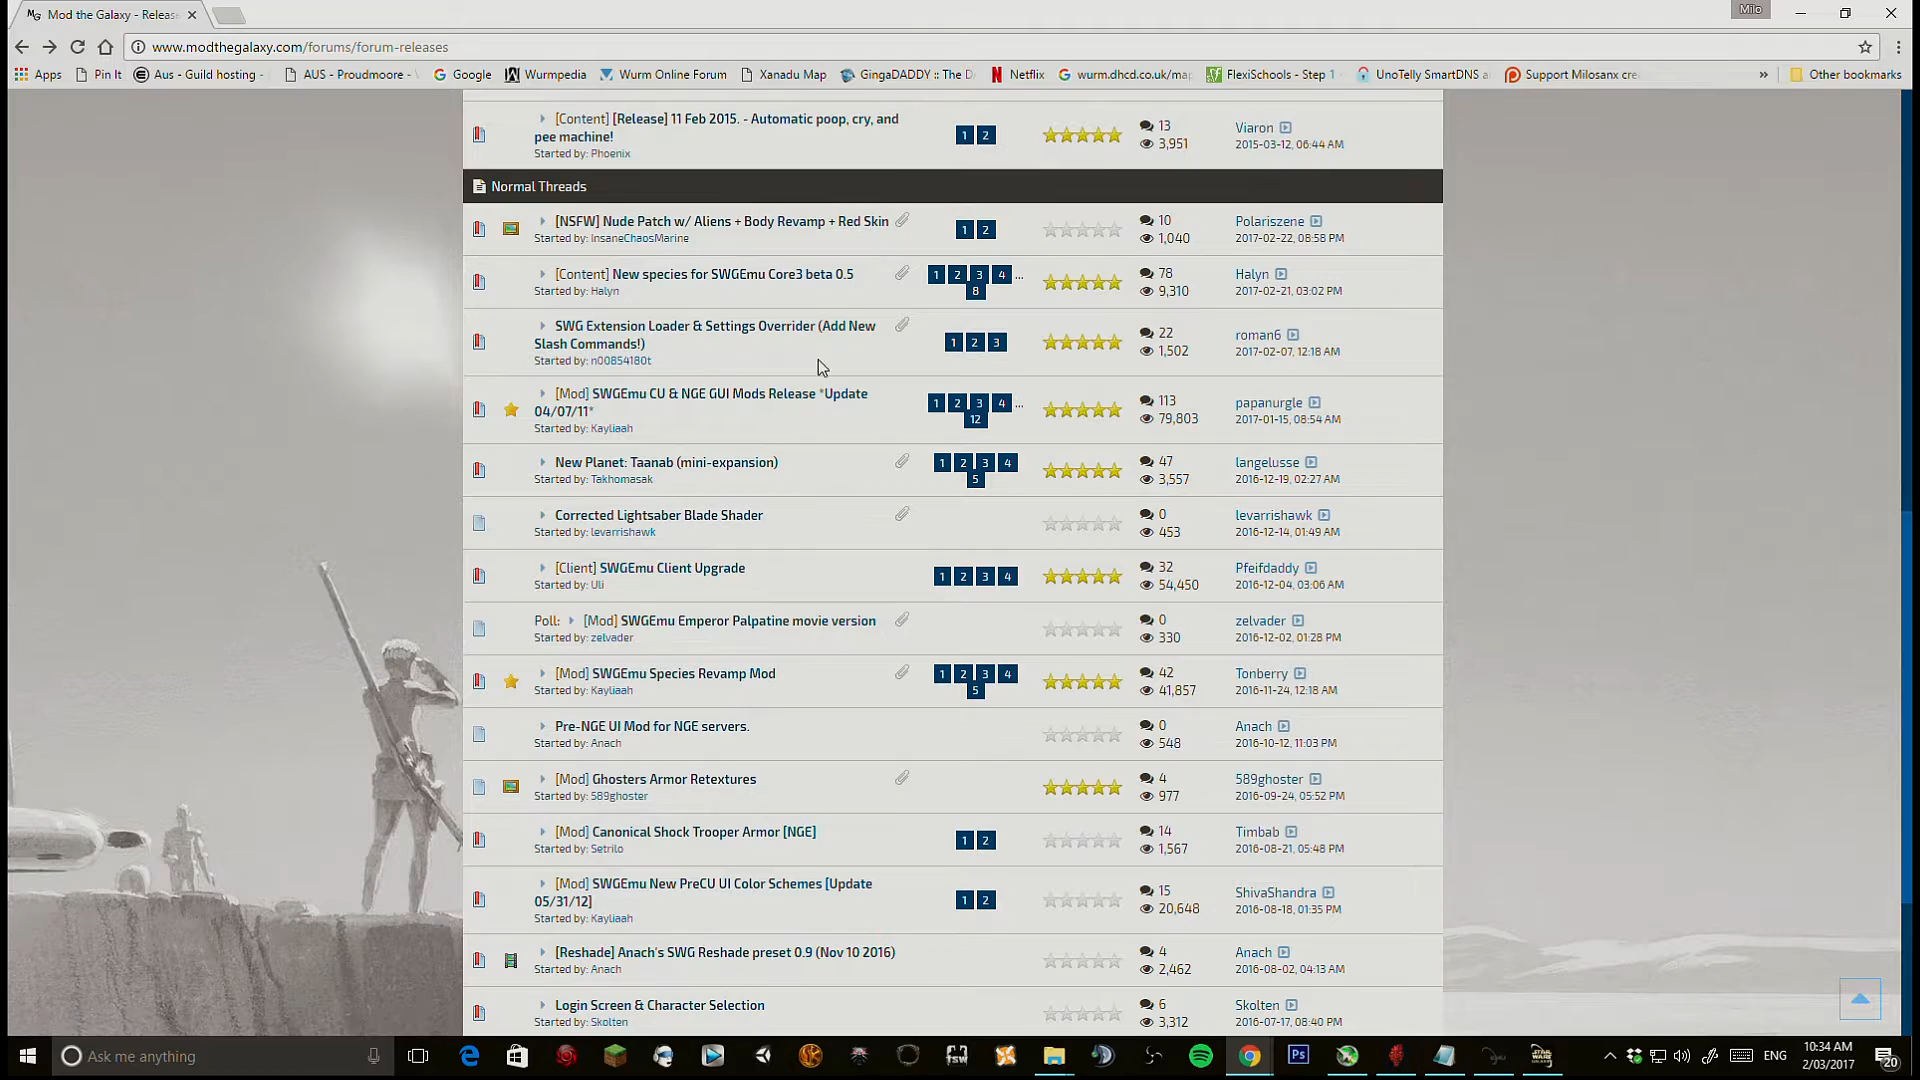 Mod the Galaxy - Releas
Milo
www.modthegalaxy.com/forums/forum-releases
Apps
Pin It
Aus - Guild hosting -
AUS - Proudmoore -
Google
Wurmpedia
Wurm Online Forum
Xanadu Map
GingaDADDY :: The D
Netflix
wurm.dhcd.co.uk/ma
FlexiSchools - Step 1
UnoTelly SmartDNS
Support Milosanx cre
»
Other bookmarks
[Content] [Release] 11 Feb 2015. - Automatic poop, cry, and
pee machine!
Started by: Phoenix
1 2
13
3,951
Viaron
2015-03-12, 06:44 AM
Normal Threads
[NSFW] Nude Patch w/ Aliens + Body Revamp + Red Skin
Started by: InsaneChaosMarine
1 2
10
1,040
Polariszene
2017-02-22, 08:58 PM
[Content] New species for SWGEmu Core3 beta 0.5
Started by: Halyn
1 2 3 4 ...
8
78
9,310
Halyn
2017-02-21, 03:02 PM
SWG Extension Loader & Settings Overrider (Add New
Slash Commands!)
Started by: n00854180t
1 2 3
22
1,502
roman6
2017-02-07, 12:18 AM
[Mod] SWGEmu CU & NGE GUI Mods Release *Update
04/07/11*
Started by: Kayliaah
1 2 3 4 ...
12
113
79,803
papanurgle
2017-01-15, 08:54 AM
New Planet: Taanab (mini-expansion)
Started by: Takhomasak
1 2 3 4
5
47
3,557
langelusse
2016-12-19, 02:27 AM
Corrected Lightsaber Blade Shader
Started by: levarrishawk
0
453
levarrishawk
2016-12-14, 01:49 AM
[Client] SWGEmu Client Upgrade
Started by: Uli
1 2 3 4
32
54,450
Pfeifdaddy
2016-12-04, 03:06 AM
Poll: [Mod] SWGEmu Emperor Palpatine movie version
Started by: zelvader
0
330
zelvader
2016-12-02, 01:28 PM
[Mod] SWGEmu Species Revamp Mod
Started by: Kayliaah
1 2 3 4
5
42
41,857
Tonberry
2016-11-24, 12:18 AM
Pre-NGE UI Mod for NGE servers.
Started by: Anach
0
548
Anach
2016-10-12, 11:03 PM
[Mod] Ghosters Armor Retextures
Started by: 589ghoster
4
977
589ghoster
2016-09-24, 05:52 PM
[Mod] Canonical Shock Trooper Armor [NGE]
Started by: Setrilo
1 2
14
1,567
Timbab
2016-08-21, 05:48 PM
[Mod] SWGEmu New PreCU UI Color Schemes [Update
05/31/12]
Started by: Kayliaah
1 2
15
20,648
ShivaShandra
2016-08-18, 01:35 PM
[Reshade] Anach's SWG Reshade preset 0.9 (Nov 10 2016)
Started by: Anach
4
2,462
Anach
2016-08-02, 04:13 AM
Login Screen & Character Selection
Started by: Skolten
6
3,312
Skolten
2016-07-17, 08:40 PM
Ask me anything
ENG
10:34 AM
2/03/2017
20